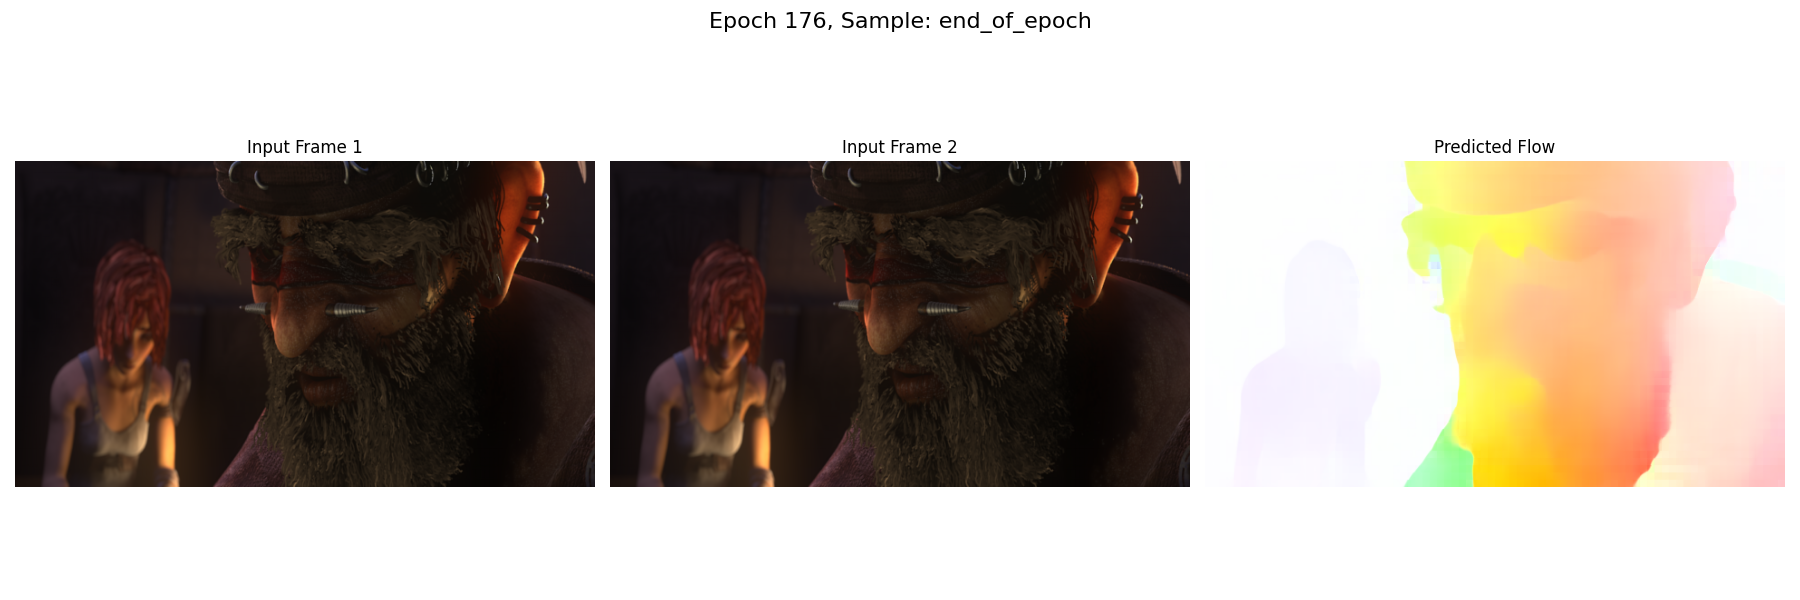 Epoch 176, Sample: end_of_epoch
Input Frame 1
Input Frame 2
Predicted Flow